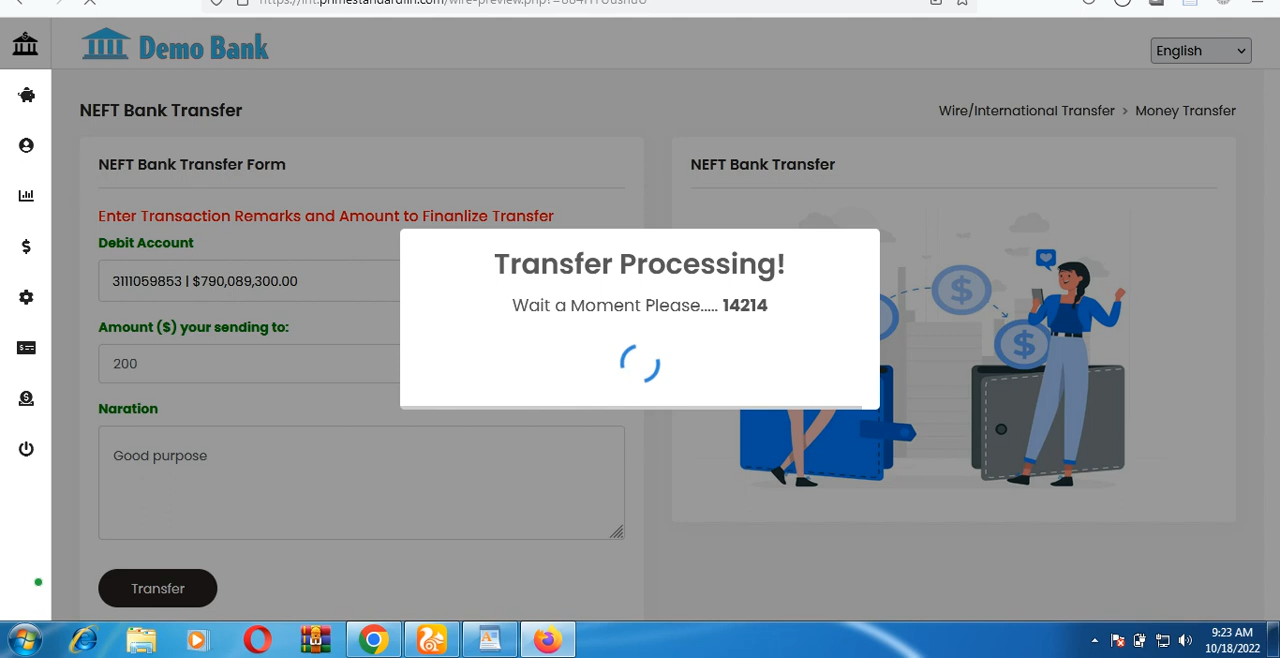 Demo Bank
English
NEFT Bank Transfer
Wire/International Transfer > Money Transfer
NEFT Bank Transfer Form
NEFT Bank Transfer
Enter Transaction Remarks and Amount to Finanlize Transfer
Debit Account
3111059853 | $790,089,300.00
Transfer Processing!
Wait a Moment Please..... 14214
Amount ($) your sending to:
200
Naration
Good purpose
Transfer
9:23 AM
10/18/2022